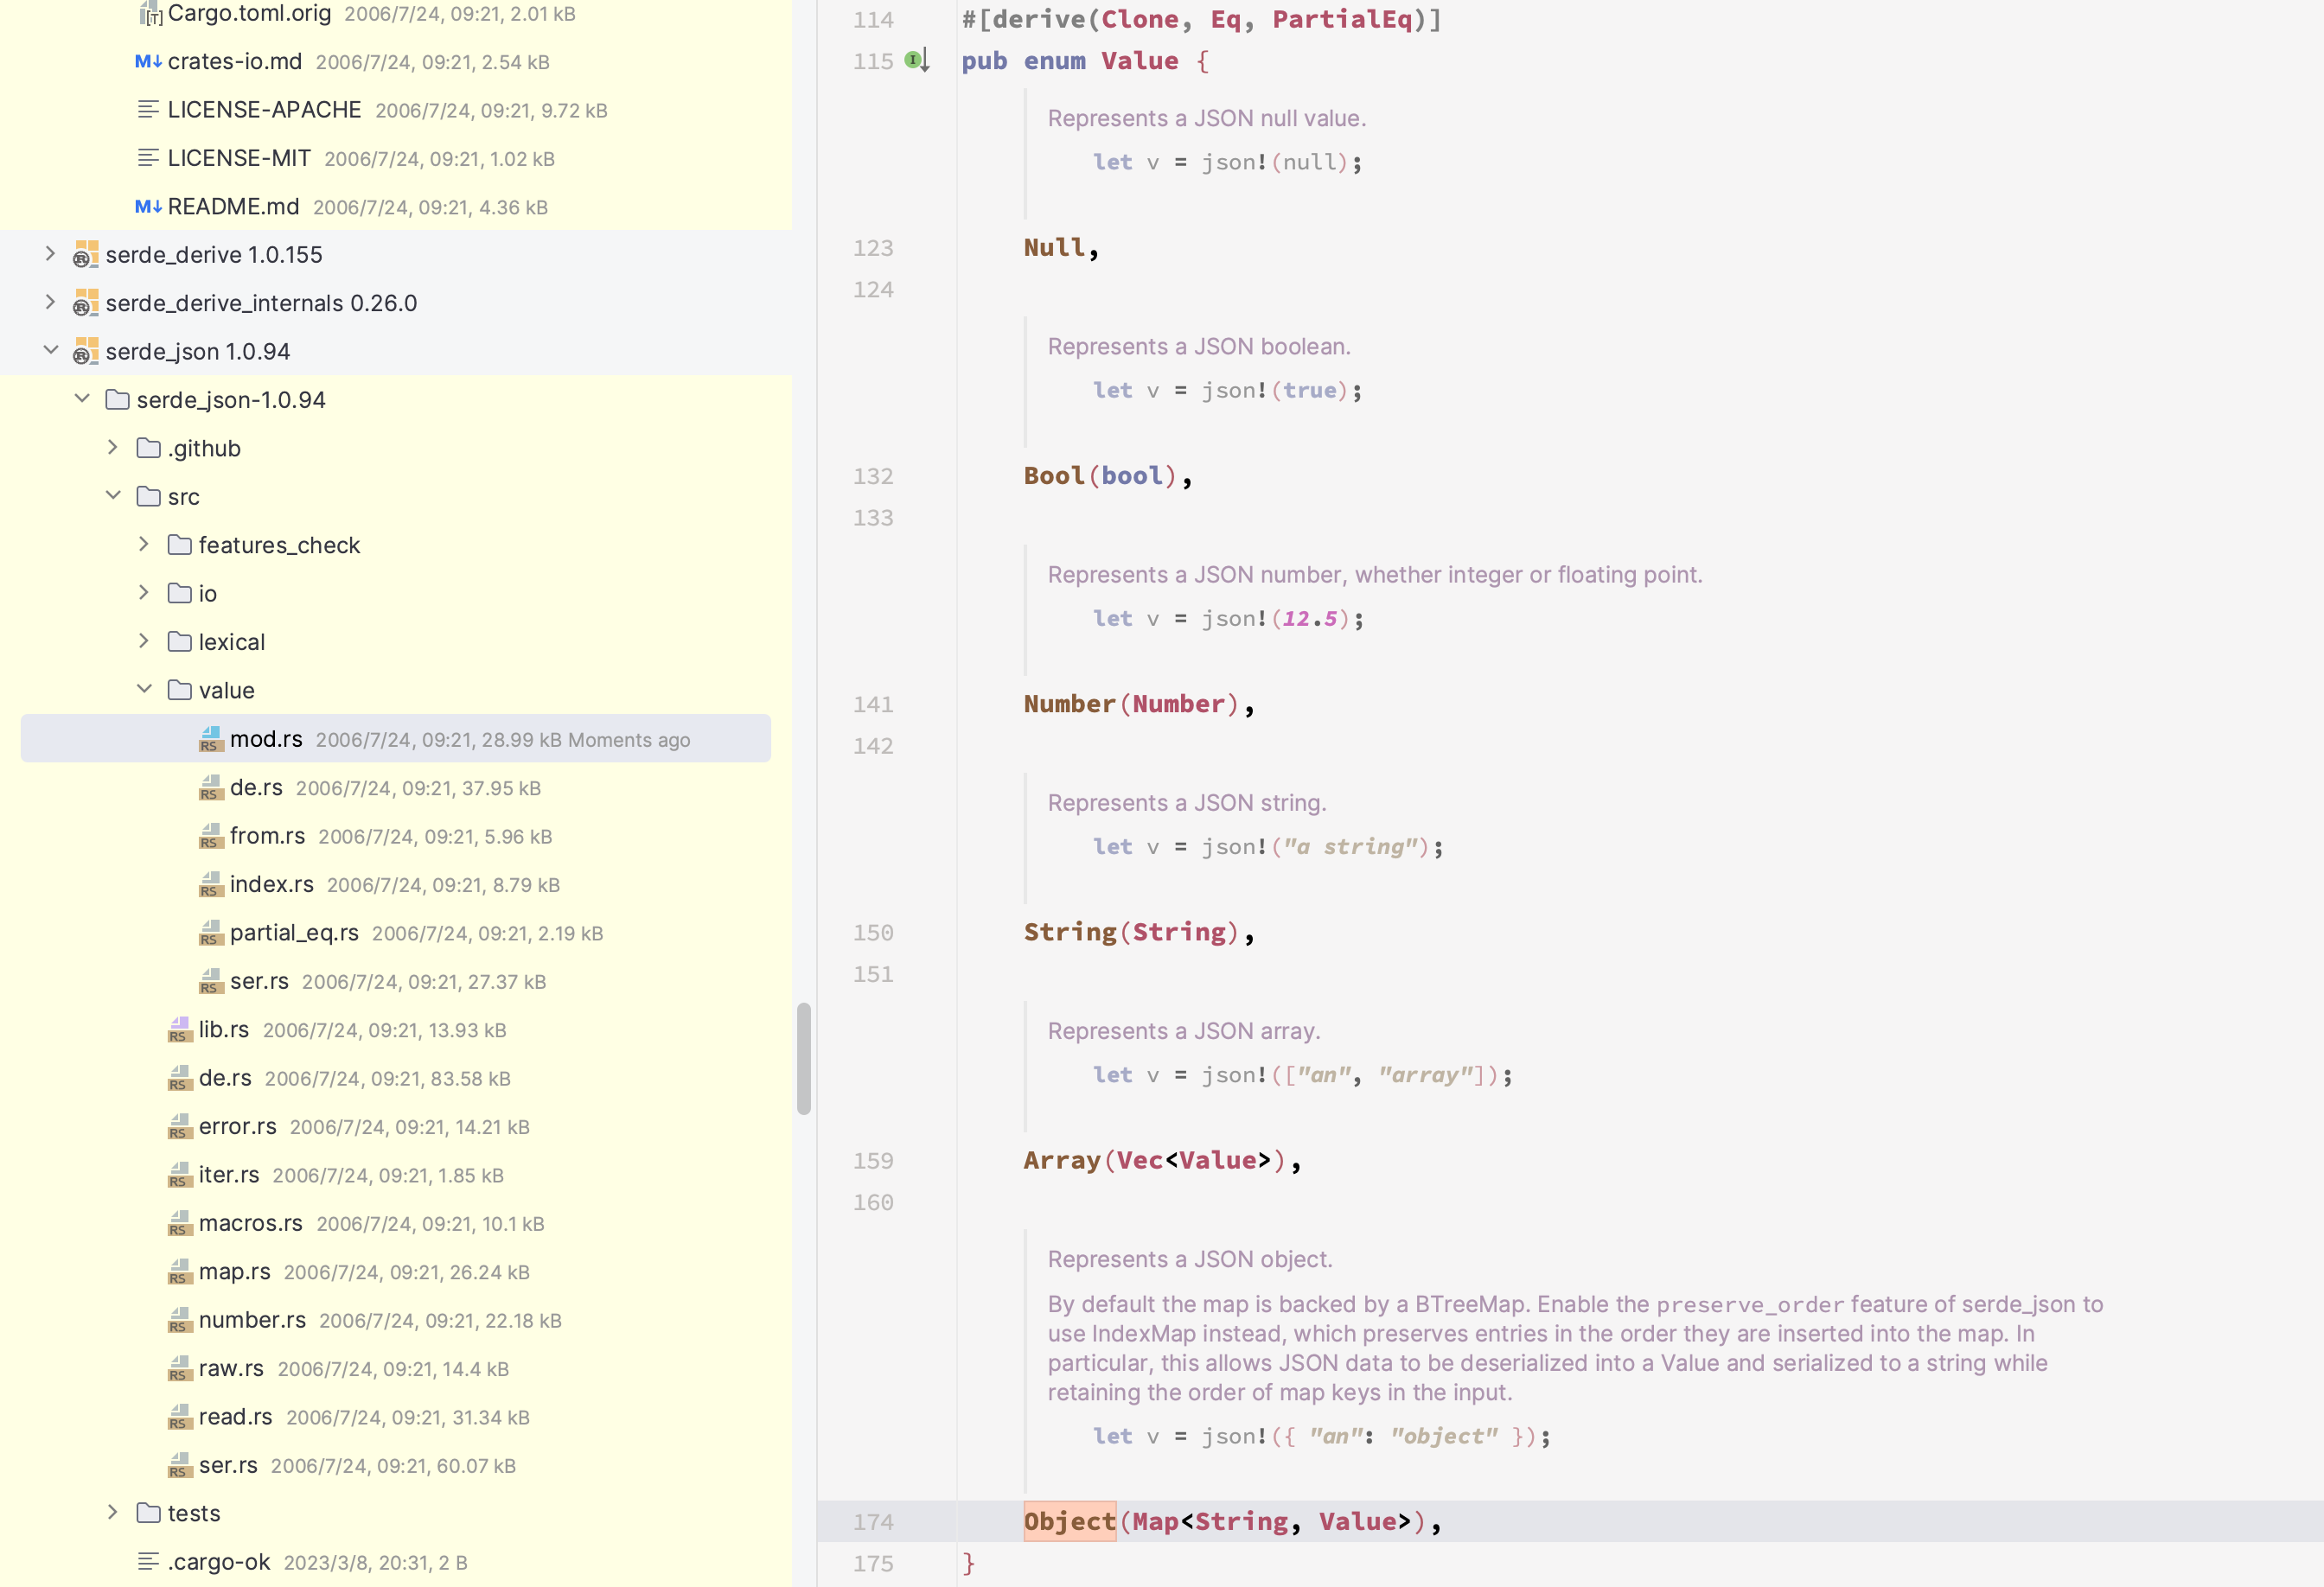 Cargo.toml.orig 2006/7/24, 09:21, 2.01 kB
crates-io.md 2006/7/24, 09:21, 2.54 kB
LICENSE-APACHE 2006/7/24, 09:21, 9.72 kB
LICENSE-MIT 2006/7/24, 09:21, 1.02 kB
README.md 2006/7/24, 09:21, 4.36 kB
serde_derive 1.0.155
serde_derive_internals 0.26.0
serde_json 1.0.94
serde_json-1.0.94
.github
src
features_check
io
lexical
value
mod.rs 2006/7/24, 09:21, 28.99 kB Moments ago
de.rs 2006/7/24, 09:21, 37.95 kB
from.rs 2006/7/24, 09:21, 5.96 kB
index.rs 2006/7/24, 09:21, 8.79 kB
partial_eq.rs 2006/7/24, 09:21, 2.19 kB
ser.rs 2006/7/24, 09:21, 27.37 kB
lib.rs 2006/7/24, 09:21, 13.93 kB
de.rs 2006/7/24, 09:21, 83.58 kB
error.rs 2006/7/24, 09:21, 14.21 kB
iter.rs 2006/7/24, 09:21, 1.85 kB
macros.rs 2006/7/24, 09:21, 10.1 kB
map.rs 2006/7/24, 09:21, 26.24 kB
number.rs 2006/7/24, 09:21, 22.18 kB
raw.rs 2006/7/24, 09:21, 14.4 kB
read.rs 2006/7/24, 09:21, 31.34 kB
ser.rs 2006/7/24, 09:21, 60.07 kB
tests
.cargo-ok 2023/3/8, 20:31, 2 B
114 #[derive(Clone, Eq, PartialEq)]
115 pub enum Value {
Represents a JSON null value.
let v = json!(null);
123 Null,
124
Represents a JSON boolean.
let v = json!(true);
132 Bool(bool),
133
Represents a JSON number, whether integer or floating point.
let v = json!(12.5);
141 Number(Number),
142
Represents a JSON string.
let v = json!("a string");
150 String(String),
151
Represents a JSON array.
let v = json!(["an", "array"]);
159 Array(Vec<Value>),
160
Represents a JSON object.
By default the map is backed by a BTreeMap. Enable the preserve_order feature of serde_json to
use IndexMap instead, which preserves entries in the order they are inserted into the map. In
particular, this allows JSON data to be deserialized into a Value and serialized to a string while
retaining the order of map keys in the input.
let v = json!({ "an": "object" });
174 Object(Map<String, Value>),
175 }